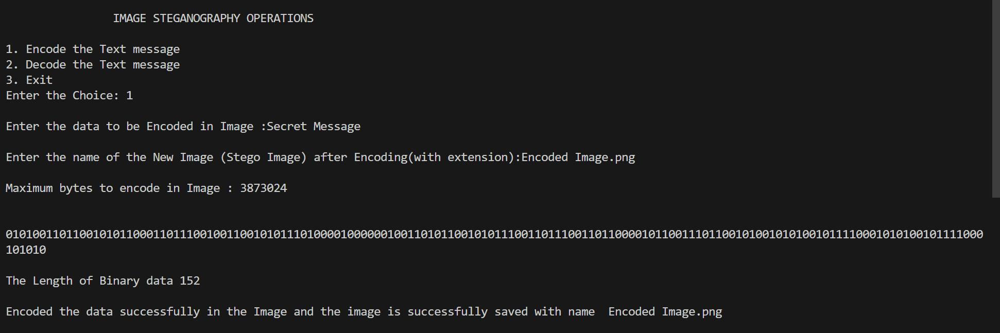 IMAGE STEGANOGRAPHY OPERATIONS
1. Encode the Text message
2. Decode the Text message
3. Exit
Enter the Choice: 1
Enter the data to be Encoded in Image :Secret Message
Enter the name of the New Image (Stego Image) after Encoding(with extension):Encoded Image.png
Maximum bytes to encode in Image : 3873024
01010011011001010110001101110010011001010111010000100000010011010110010101110011011100110110000101100111011001010010101001011110001010100101111000
101010
The Length of Binary data 152
Encoded the data successfully in the Image and the image is successfully saved with name  Encoded Image.png